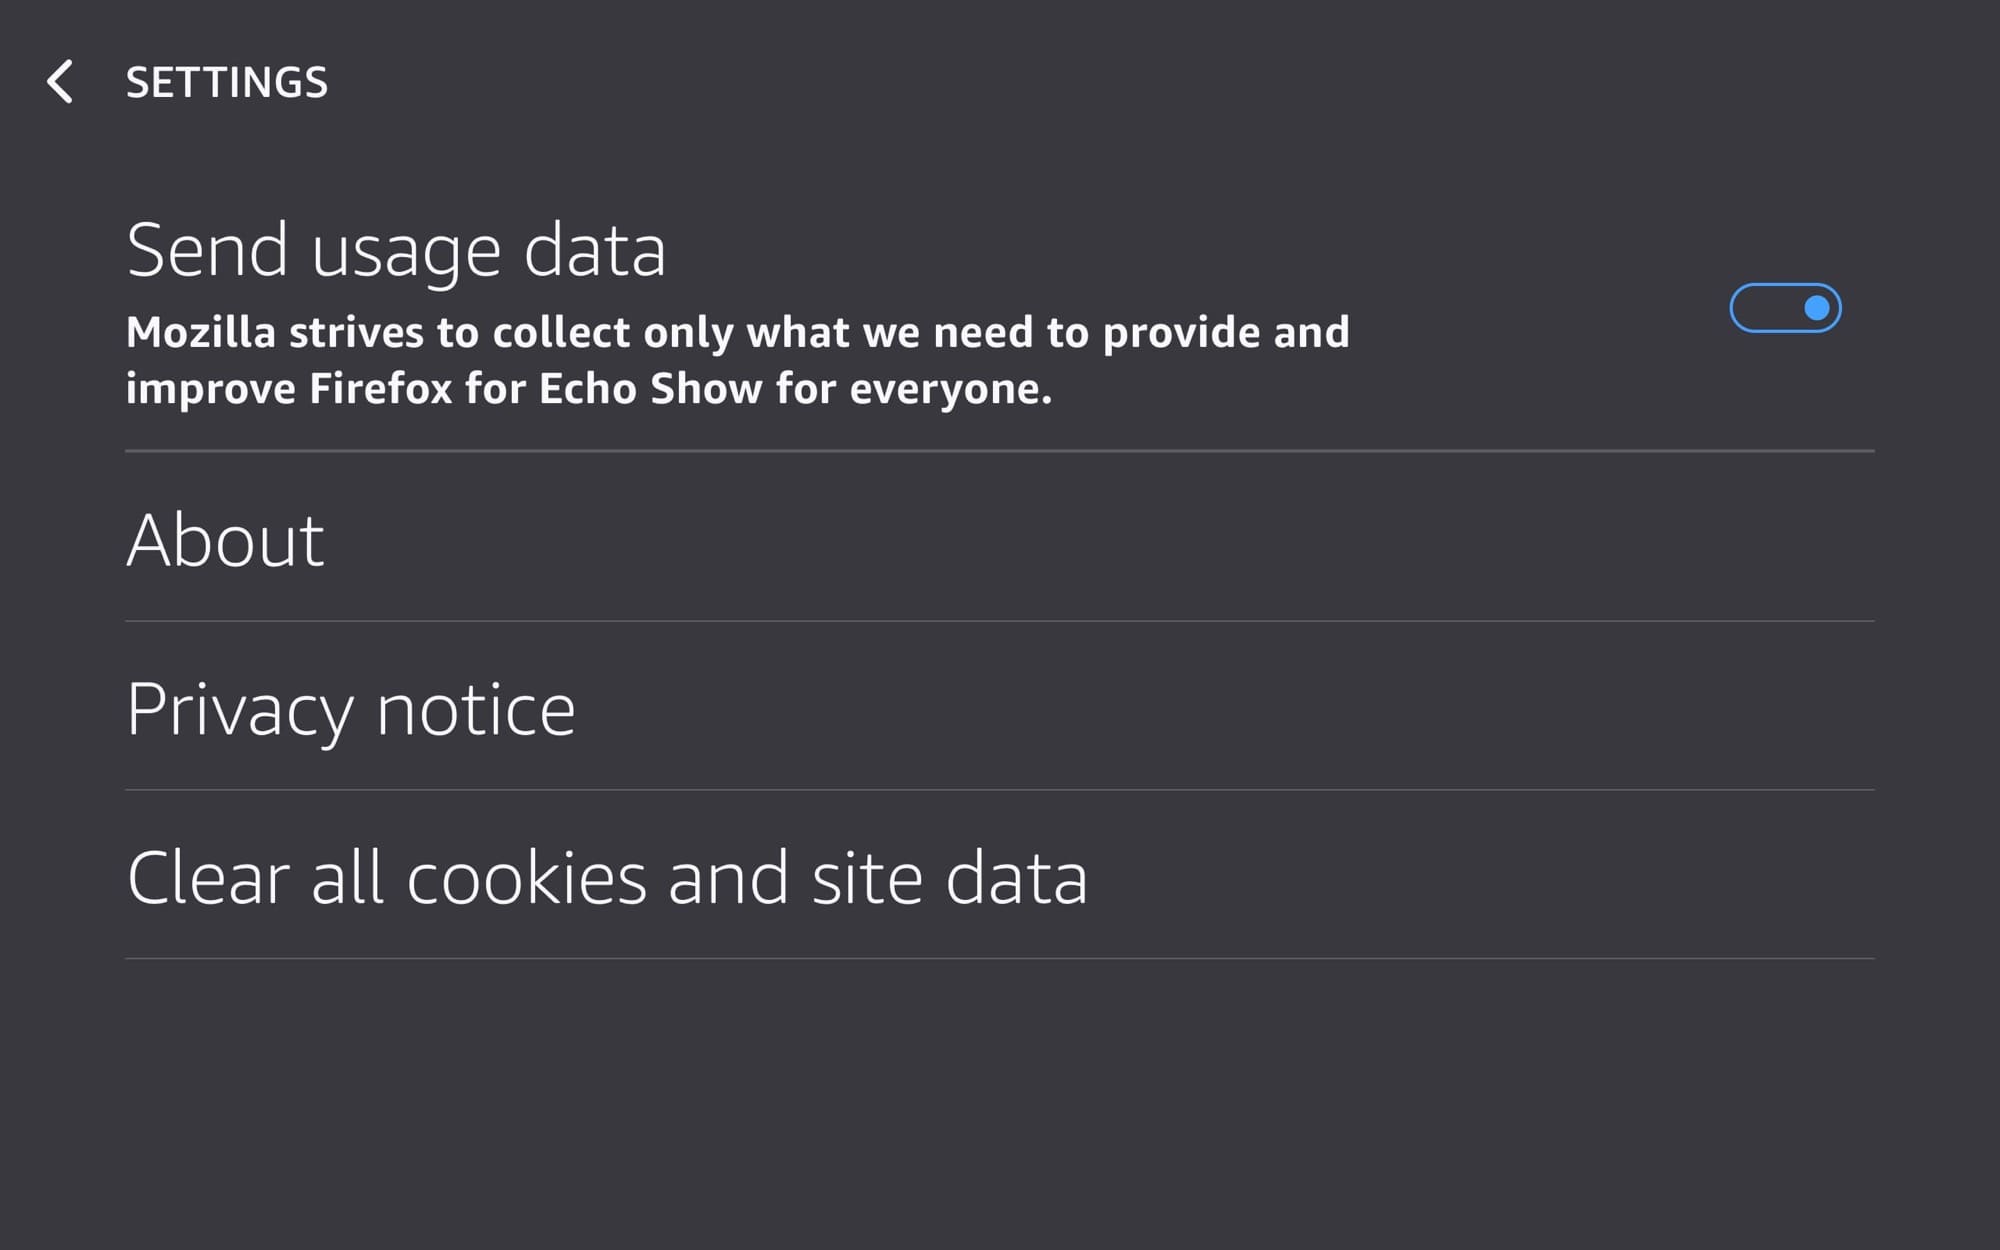 SETTINGS
Send usage data
Mozilla strives to collect only what we need to provide and
improve Firefox for Echo Show for everyone.
About
Privacy notice
Clear all cookies and site data